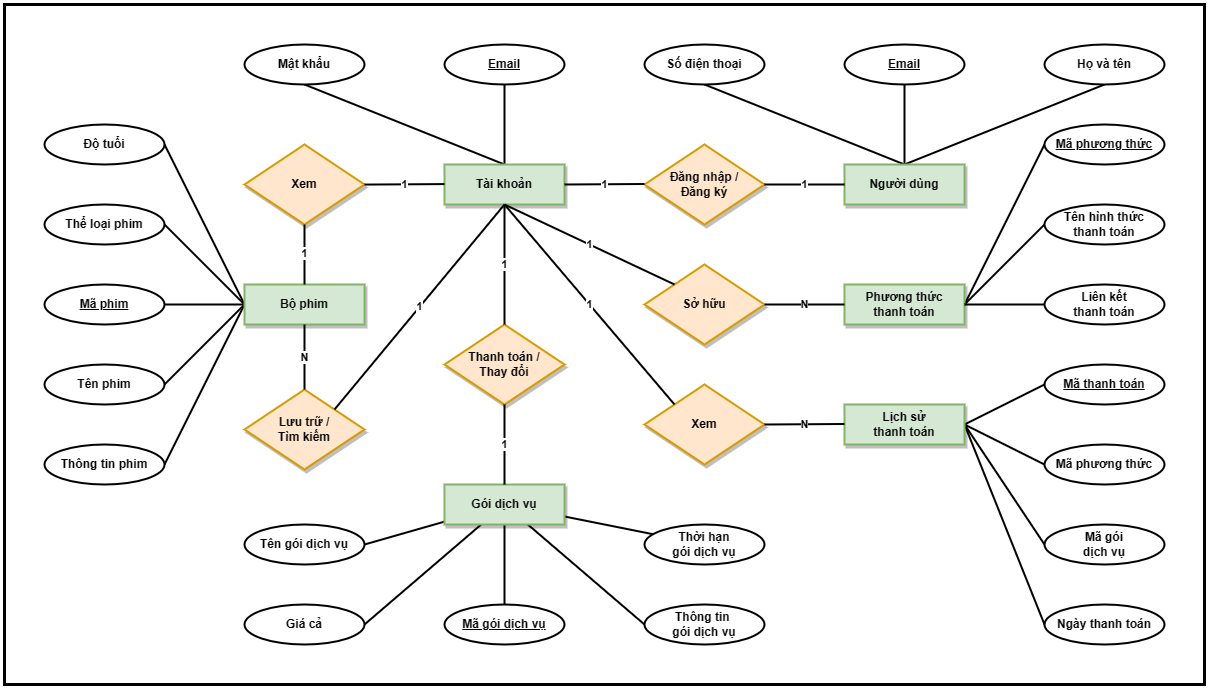 Mật khẩu
Email
Số điện thoại
Email
Họ và tên
Độ tuổi
Mã phương thức
Xem
1
Tài khoản
1
Đăng nhập /
Đăng ký
1
Người dùng
Thể loại phim
Tên hình thức
thanh toán
1
1
1
Mã phim
Bộ phim
1
1
Sở hữu
N
Phương thức
thanh toán
Liên kết
thanh toán
N
Thanh toán /
Thay đổi
Tên phim
Mã thanh toán
Lưu trữ /
Tìm kiếm
Xem
N
Lịch sử
thanh toán
1
Thông tin phim
Mã phương thức
Gói dịch vụ
Tên gói dịch vụ
Thời hạn
gói dịch vụ
Mã gói
dịch vụ
Giá cả
Mã gói dịch vụ
Thông tin
gói dịch vụ
Ngày thanh toán